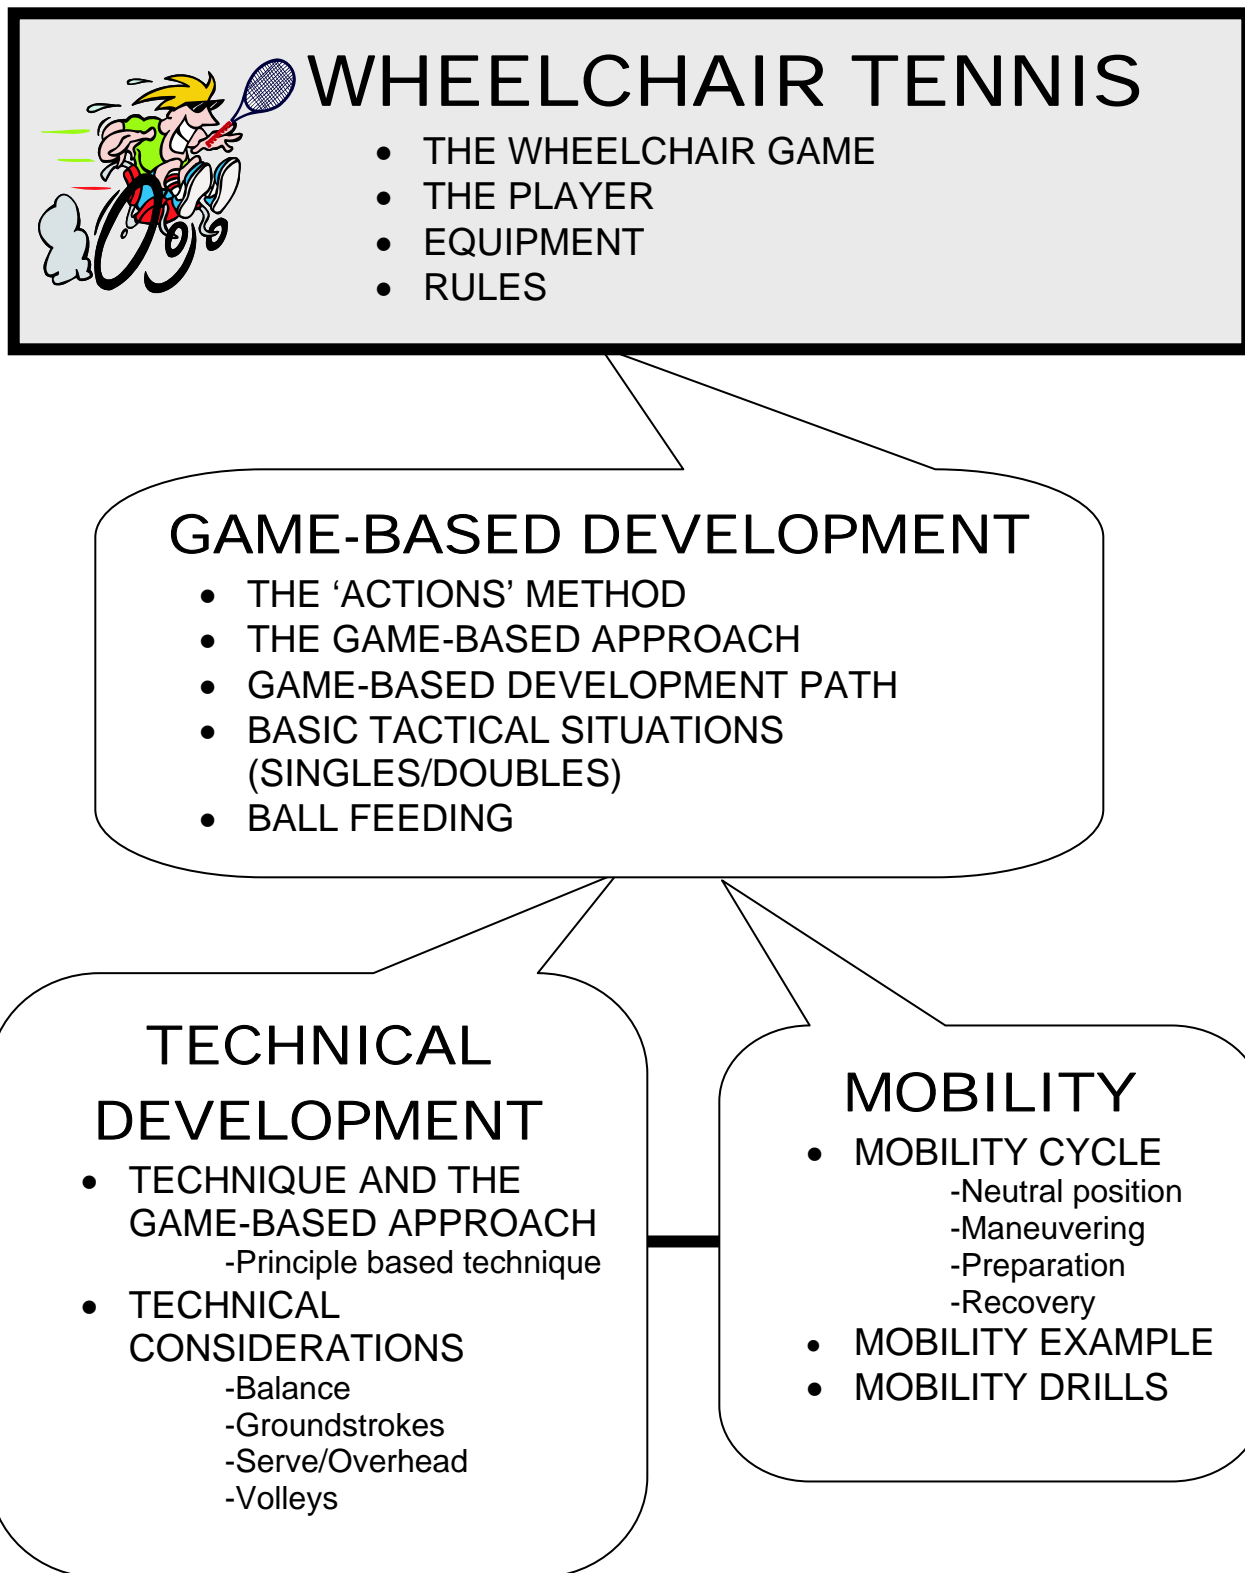 WHEELCHAIR TENNIS
• THE WHEELCHAIR GAME
• THE PLAYER
• EQUIPMENT
• RULES
GAME-BASED DEVELOPMENT
• THE ‘ACTIONS’ METHOD
• THE GAME-BASED APPROACH
• GAME-BASED DEVELOPMENT PATH
• BASIC TACTICAL SITUATIONS
(SINGLES/DOUBLES)
• BALL FEEDING
TECHNICAL
DEVELOPMENT
• TECHNIQUE AND THE
GAME-BASED APPROACH
-Principle based technique
• TECHNICAL
CONSIDERATIONS
-Balance
-Groundstrokes
-Serve/Overhead
-Volleys
MOBILITY
• MOBILITY CYCLE
-Neutral position
-Maneuvering
-Preparation
-Recovery
• MOBILITY EXAMPLE
• MOBILITY DRILLS